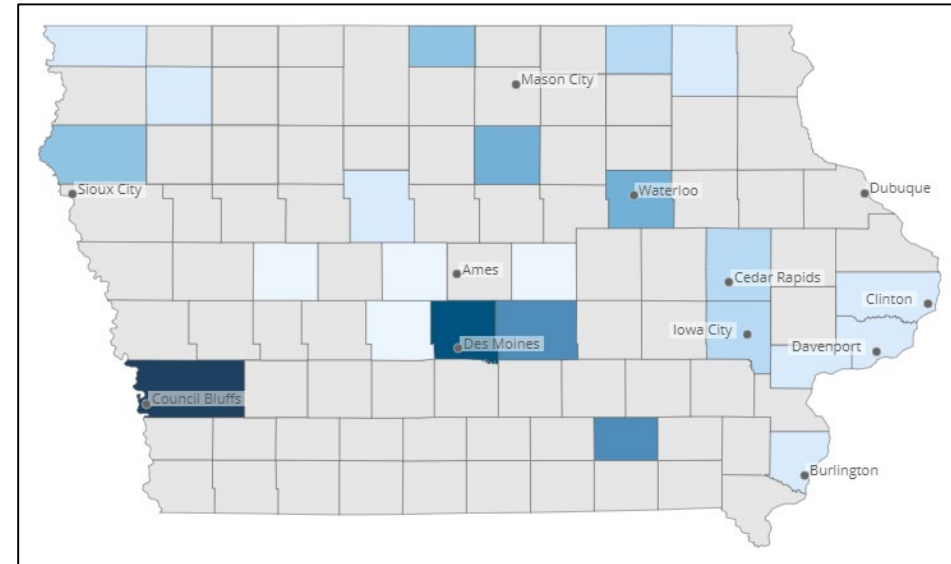 Mason City
Sioux City
Waterloo
Dubuque
Ames
Cedar Rapids
Clinton
Iowa City
Des Moines
Davenport
Council Bluffs
Burlington